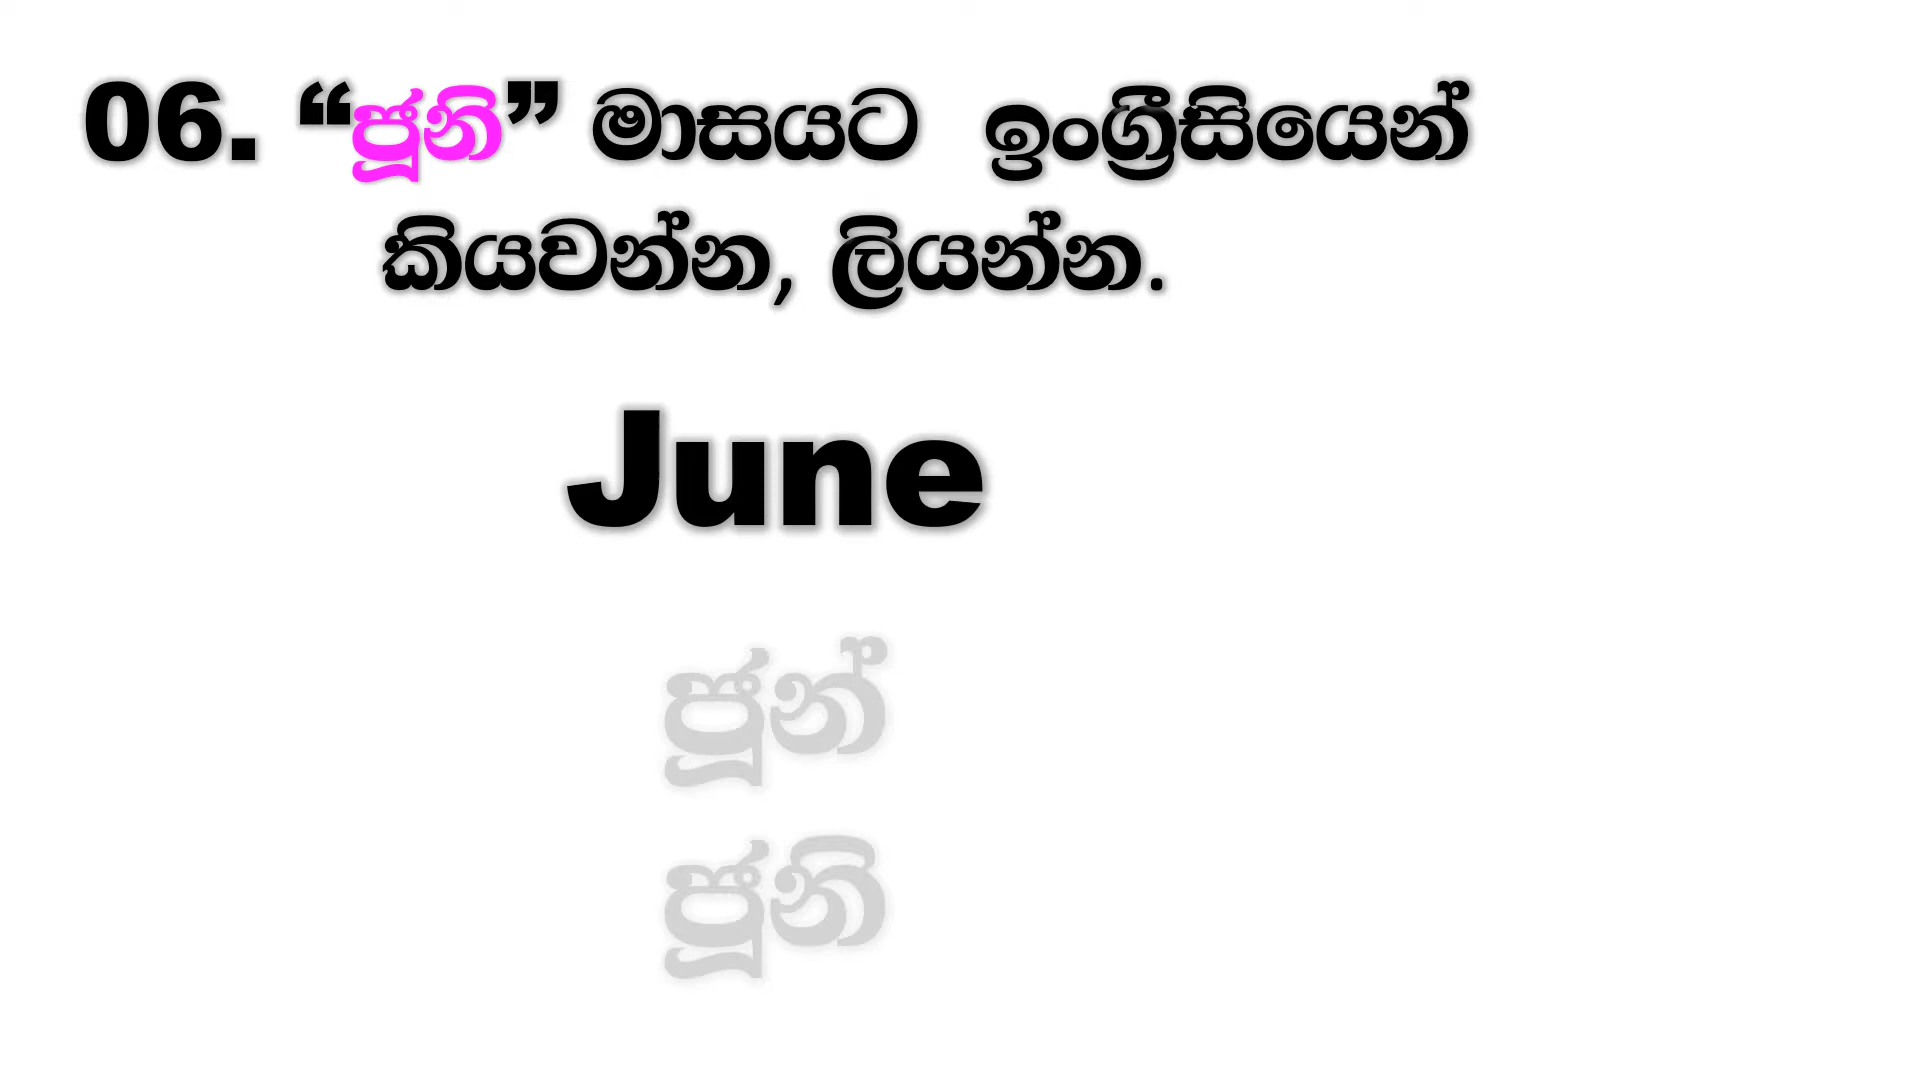 06. “ජූනි” මාසයට ඉංග්‍රීසියෙන්
කියවන්න, ලියන්න.
June
ජූන්
ජූනි